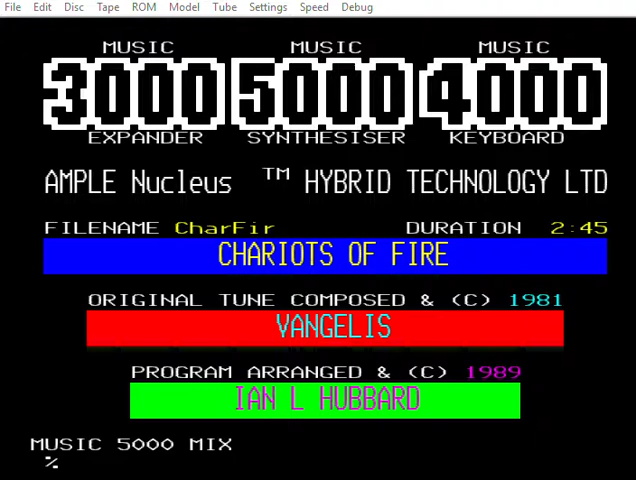 File Edit Disc Tape ROM Model Tube Settings Speed Debug
MUSIC MUSIC MUSIC
3000 5000 4000
EXPANDER SYNTHESISER KEYBOARD
AMPLE Nucleus ™ HYBRID TECHNOLOGY LTD
FILENAME CharFir DURATION 2:45
CHARIOTS OF FIRE
ORIGINAL TUNE COMPOSED & (C) 1981
VANGELIS
PROGRAM ARRANGED & (C) 1989
IAN L HUBBARD
MUSIC 5000 MIX
%